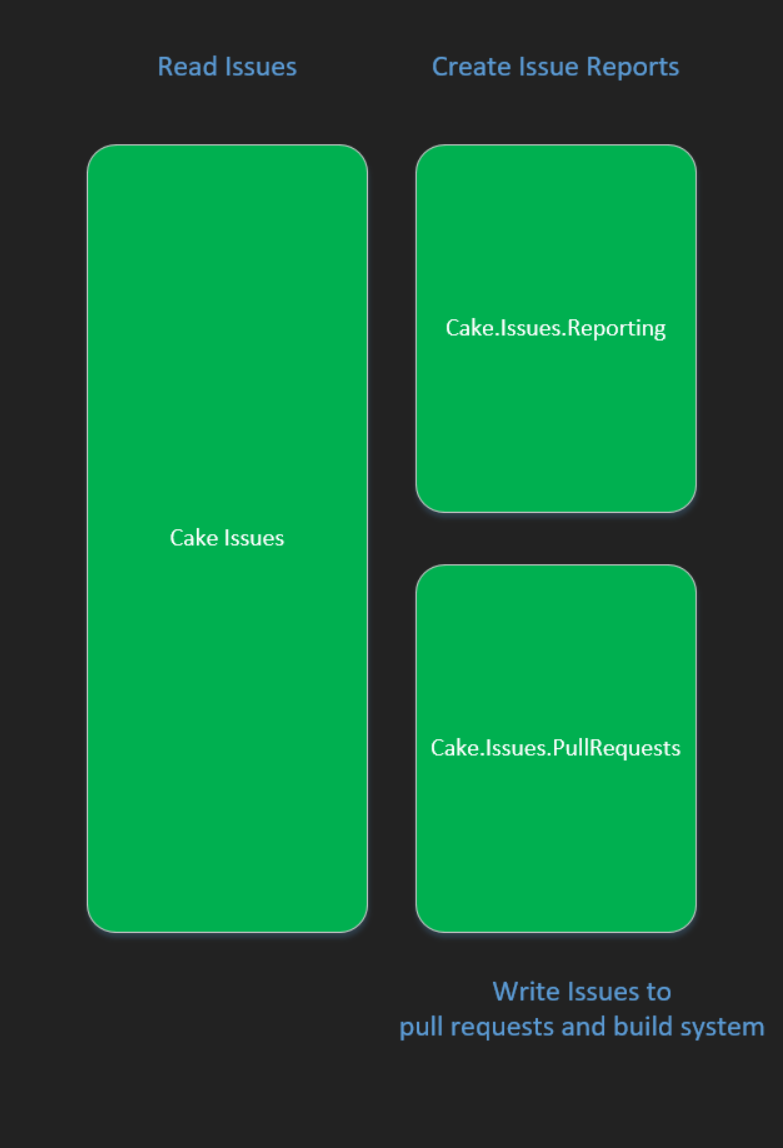 Read Issues
Create Issue Reports
Cake.Issues.Reporting
Cake Issues
Cake.Issues.PullRequests
Write Issues to
pull requests and build system